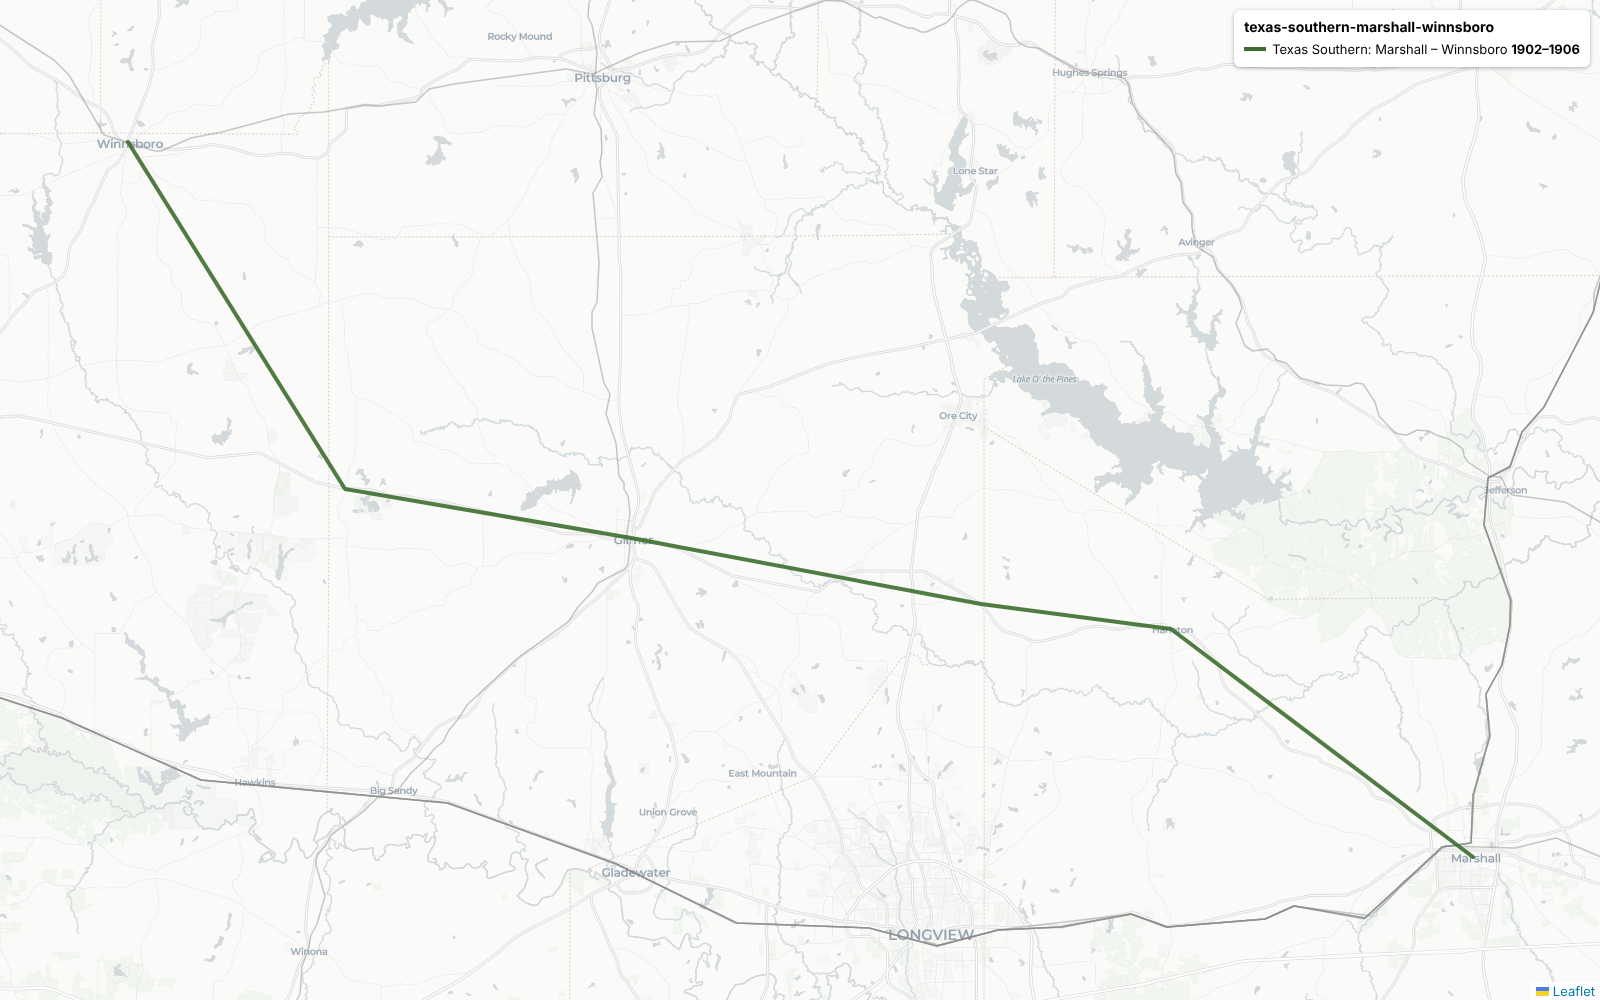 texas-southern-marshall-winnsboro
Texas Southern: Marshall – Winnsboro 1902–1906
Rocky Mound
Pittsburg
Hughes Springs
Winnsboro
Lone Star
Avinger
Lake O' the Pines
Ore City
Jefferson
Gilmer
Harleton
East Mountain
Hawkins
Big Sandy
Union Grove
Marshall
Gladewater
LONGVIEW
Winona
Leaflet